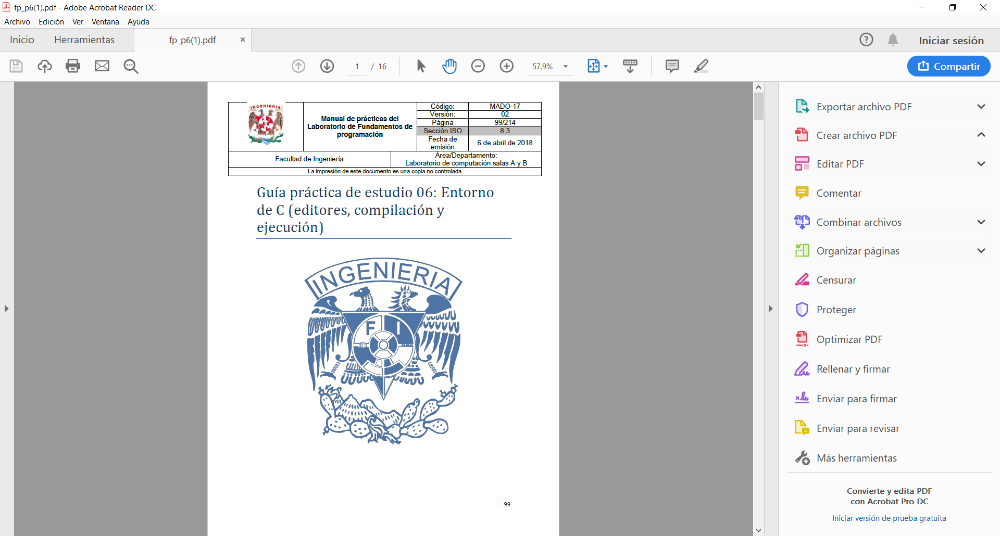 fp_p6(1).pdf - Adobe Acrobat Reader DC
Archivo Edición Ver Ventana Ayuda
Inicio Herramientas fp_p6(1).pdf Iniciar sesión
1 / 16 57.9% Compartir
INGENIERIA
F I
Manual de prácticas del
Laboratorio de Fundamentos de
programación
Código: MADO-17
Versión: 02
Página 99/214
Sección ISO 8.3
Fecha de
emisión
6 de abril de 2018
Facultad de Ingeniería
Área/Departamento:
Laboratorio de computación salas A y B
La impresión de este documento es una copia no controlada
Guía práctica de estudio 06: Entorno
de C (editores, compilación y
ejecución)
INGENIERIA
F I
99
Exportar archivo PDF
Crear archivo PDF
Editar PDF
Comentar
Combinar archivos
Organizar páginas
Censurar
Proteger
Optimizar PDF
Rellenar y firmar
Enviar para firmar
Enviar para revisar
Más herramientas
Convierte y edita PDF
con Acrobat Pro DC
Iniciar versión de prueba gratuita